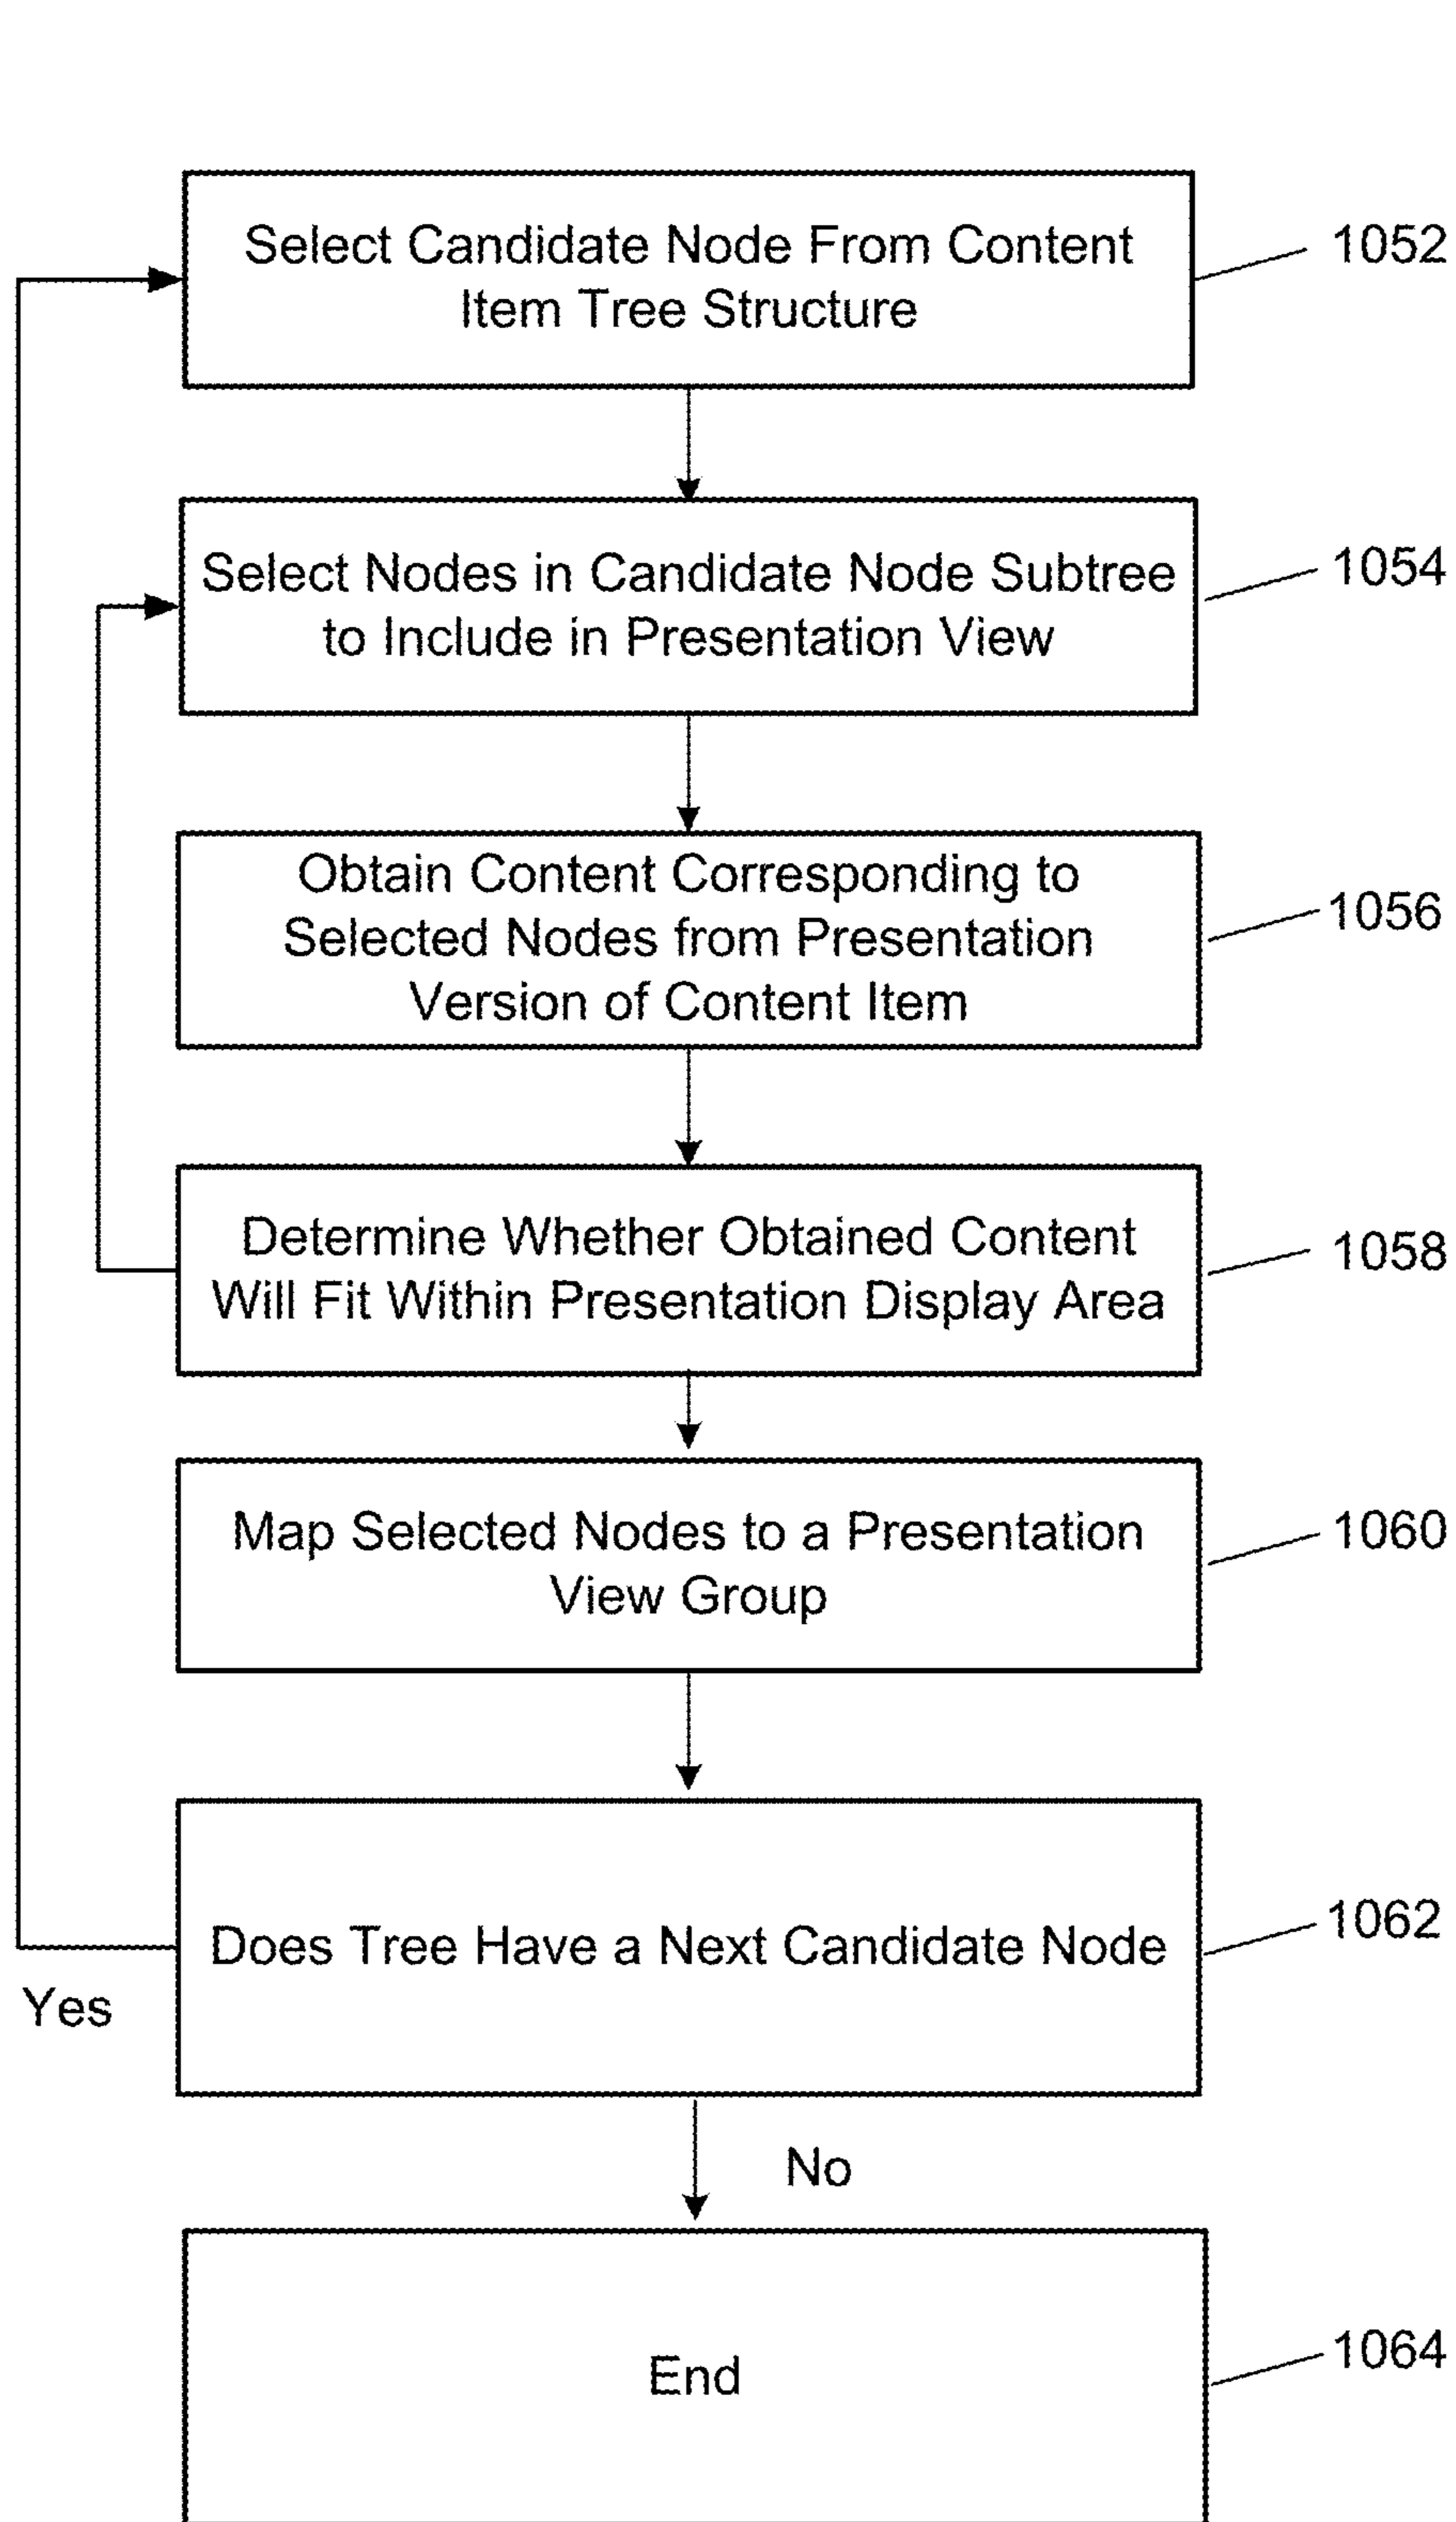 Select Candidate Node From Content
Item Tree Structure
1052
Select Nodes in Candidate Node Subtree
to Include in Presentation View
1054
Obtain Content Corresponding to
Selected Nodes from Presentation
Version of Content Item
1056
Determine Whether Obtained Content
Will Fit Within Presentation Display Area
1058
Map Selected Nodes to a Presentation
View Group
1060
Does Tree Have a Next Candidate Node
1062
Yes
No
End
1064